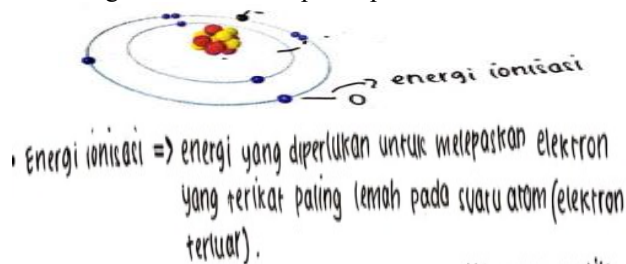 energi ionisasi
• Energi ionisasi => energi yang diperlukan untuk melepaskan elektron
yang terikat paling lemah pada suatu atom (elektron
terluar).